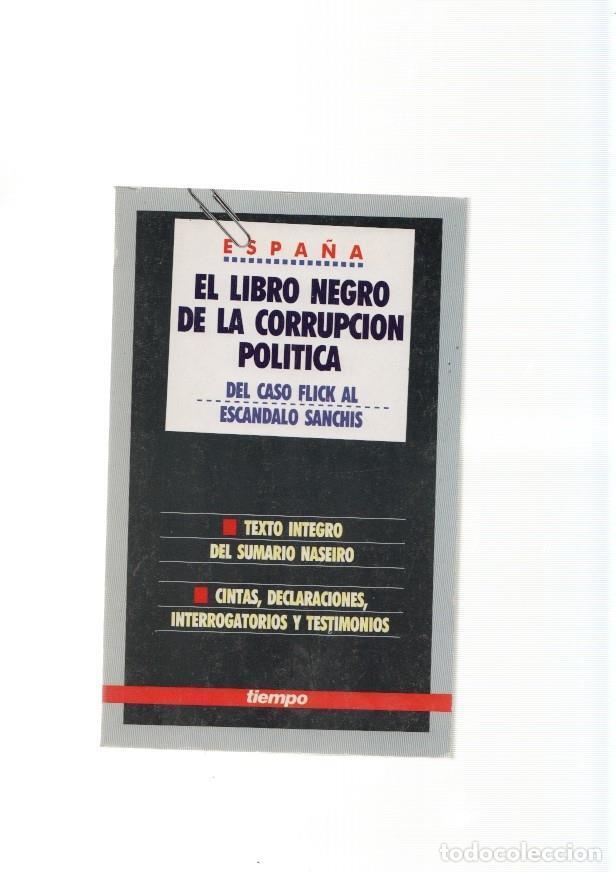 ESPAÑA
EL LIBRO NEGRO
DE LA CORRUPCION
POLITICA
DEL CASO FLICK AL
ESCANDALO SANCHIS
TEXTO INTEGRO
DEL SUMARIO NASEIRO
CINTAS, DECLARACIONES,
INTERROGATORIOS Y TESTIMONIOS
tiempo
todocoleccion